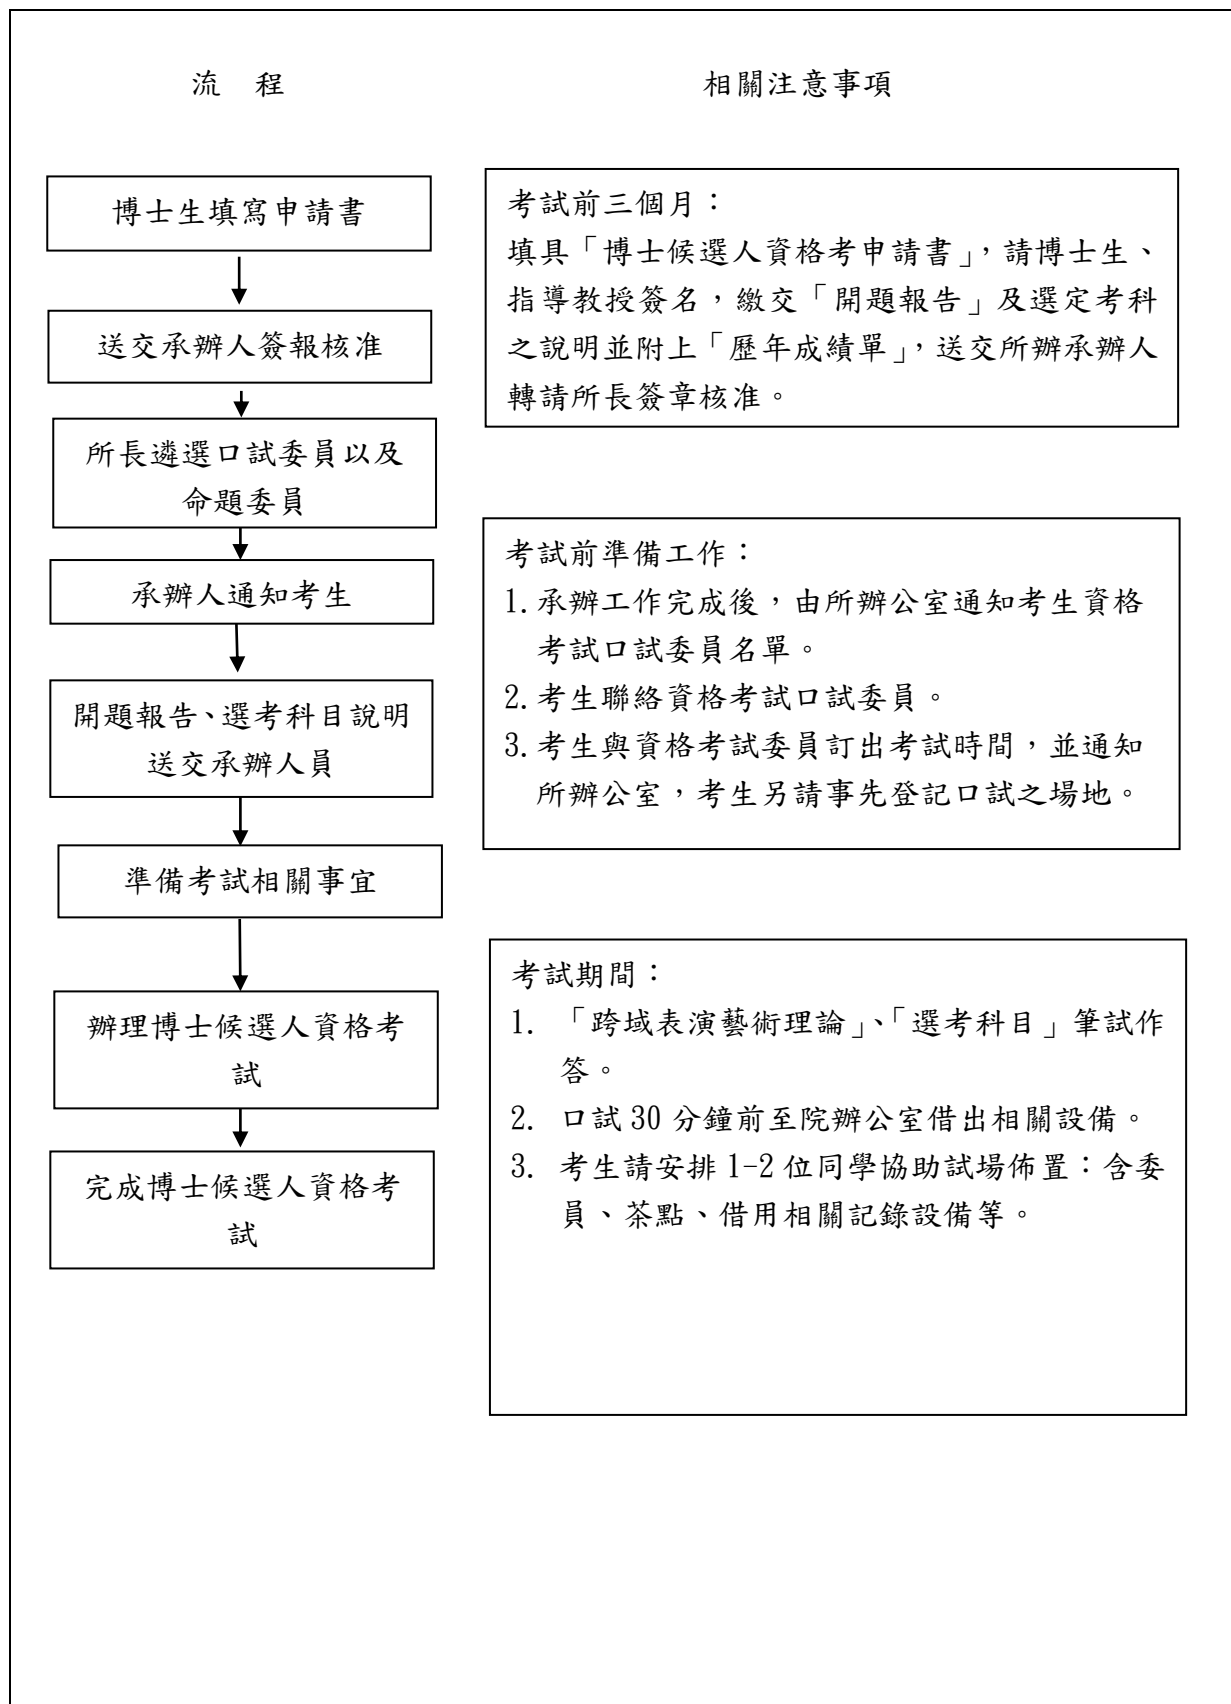 流　程
相關注意事項
博士生填寫申請書
送交承辦人簽報核准
所長遴選口試委員以及
命題委員
承辦人通知考生
開題報告、選考科目說明
送交承辦人員
準備考試相關事宜
辦理博士候選人資格考
試
完成博士候選人資格考
試
考試前三個月：
填具「博士候選人資格考申請書」，請博士生、
指導教授簽名，繳交「開題報告」及選定考科
之說明並附上「歷年成績單」，送交所辦承辦人
轉請所長簽章核准。
考試前準備工作：
1.承辦工作完成後，由所辦公室通知考生資格
考試口試委員名單。
2.考生聯絡資格考試口試委員。
3.考生與資格考試委員訂出考試時間，並通知
所辦公室，考生另請事先登記口試之場地。
考試期間：
1. 「跨域表演藝術理論」、「選考科目」筆試作
答。
2. 口試 30 分鐘前至院辦公室借出相關設備。
3. 考生請安排 1-2 位同學協助試場佈置：含委
員、茶點、借用相關記錄設備等。